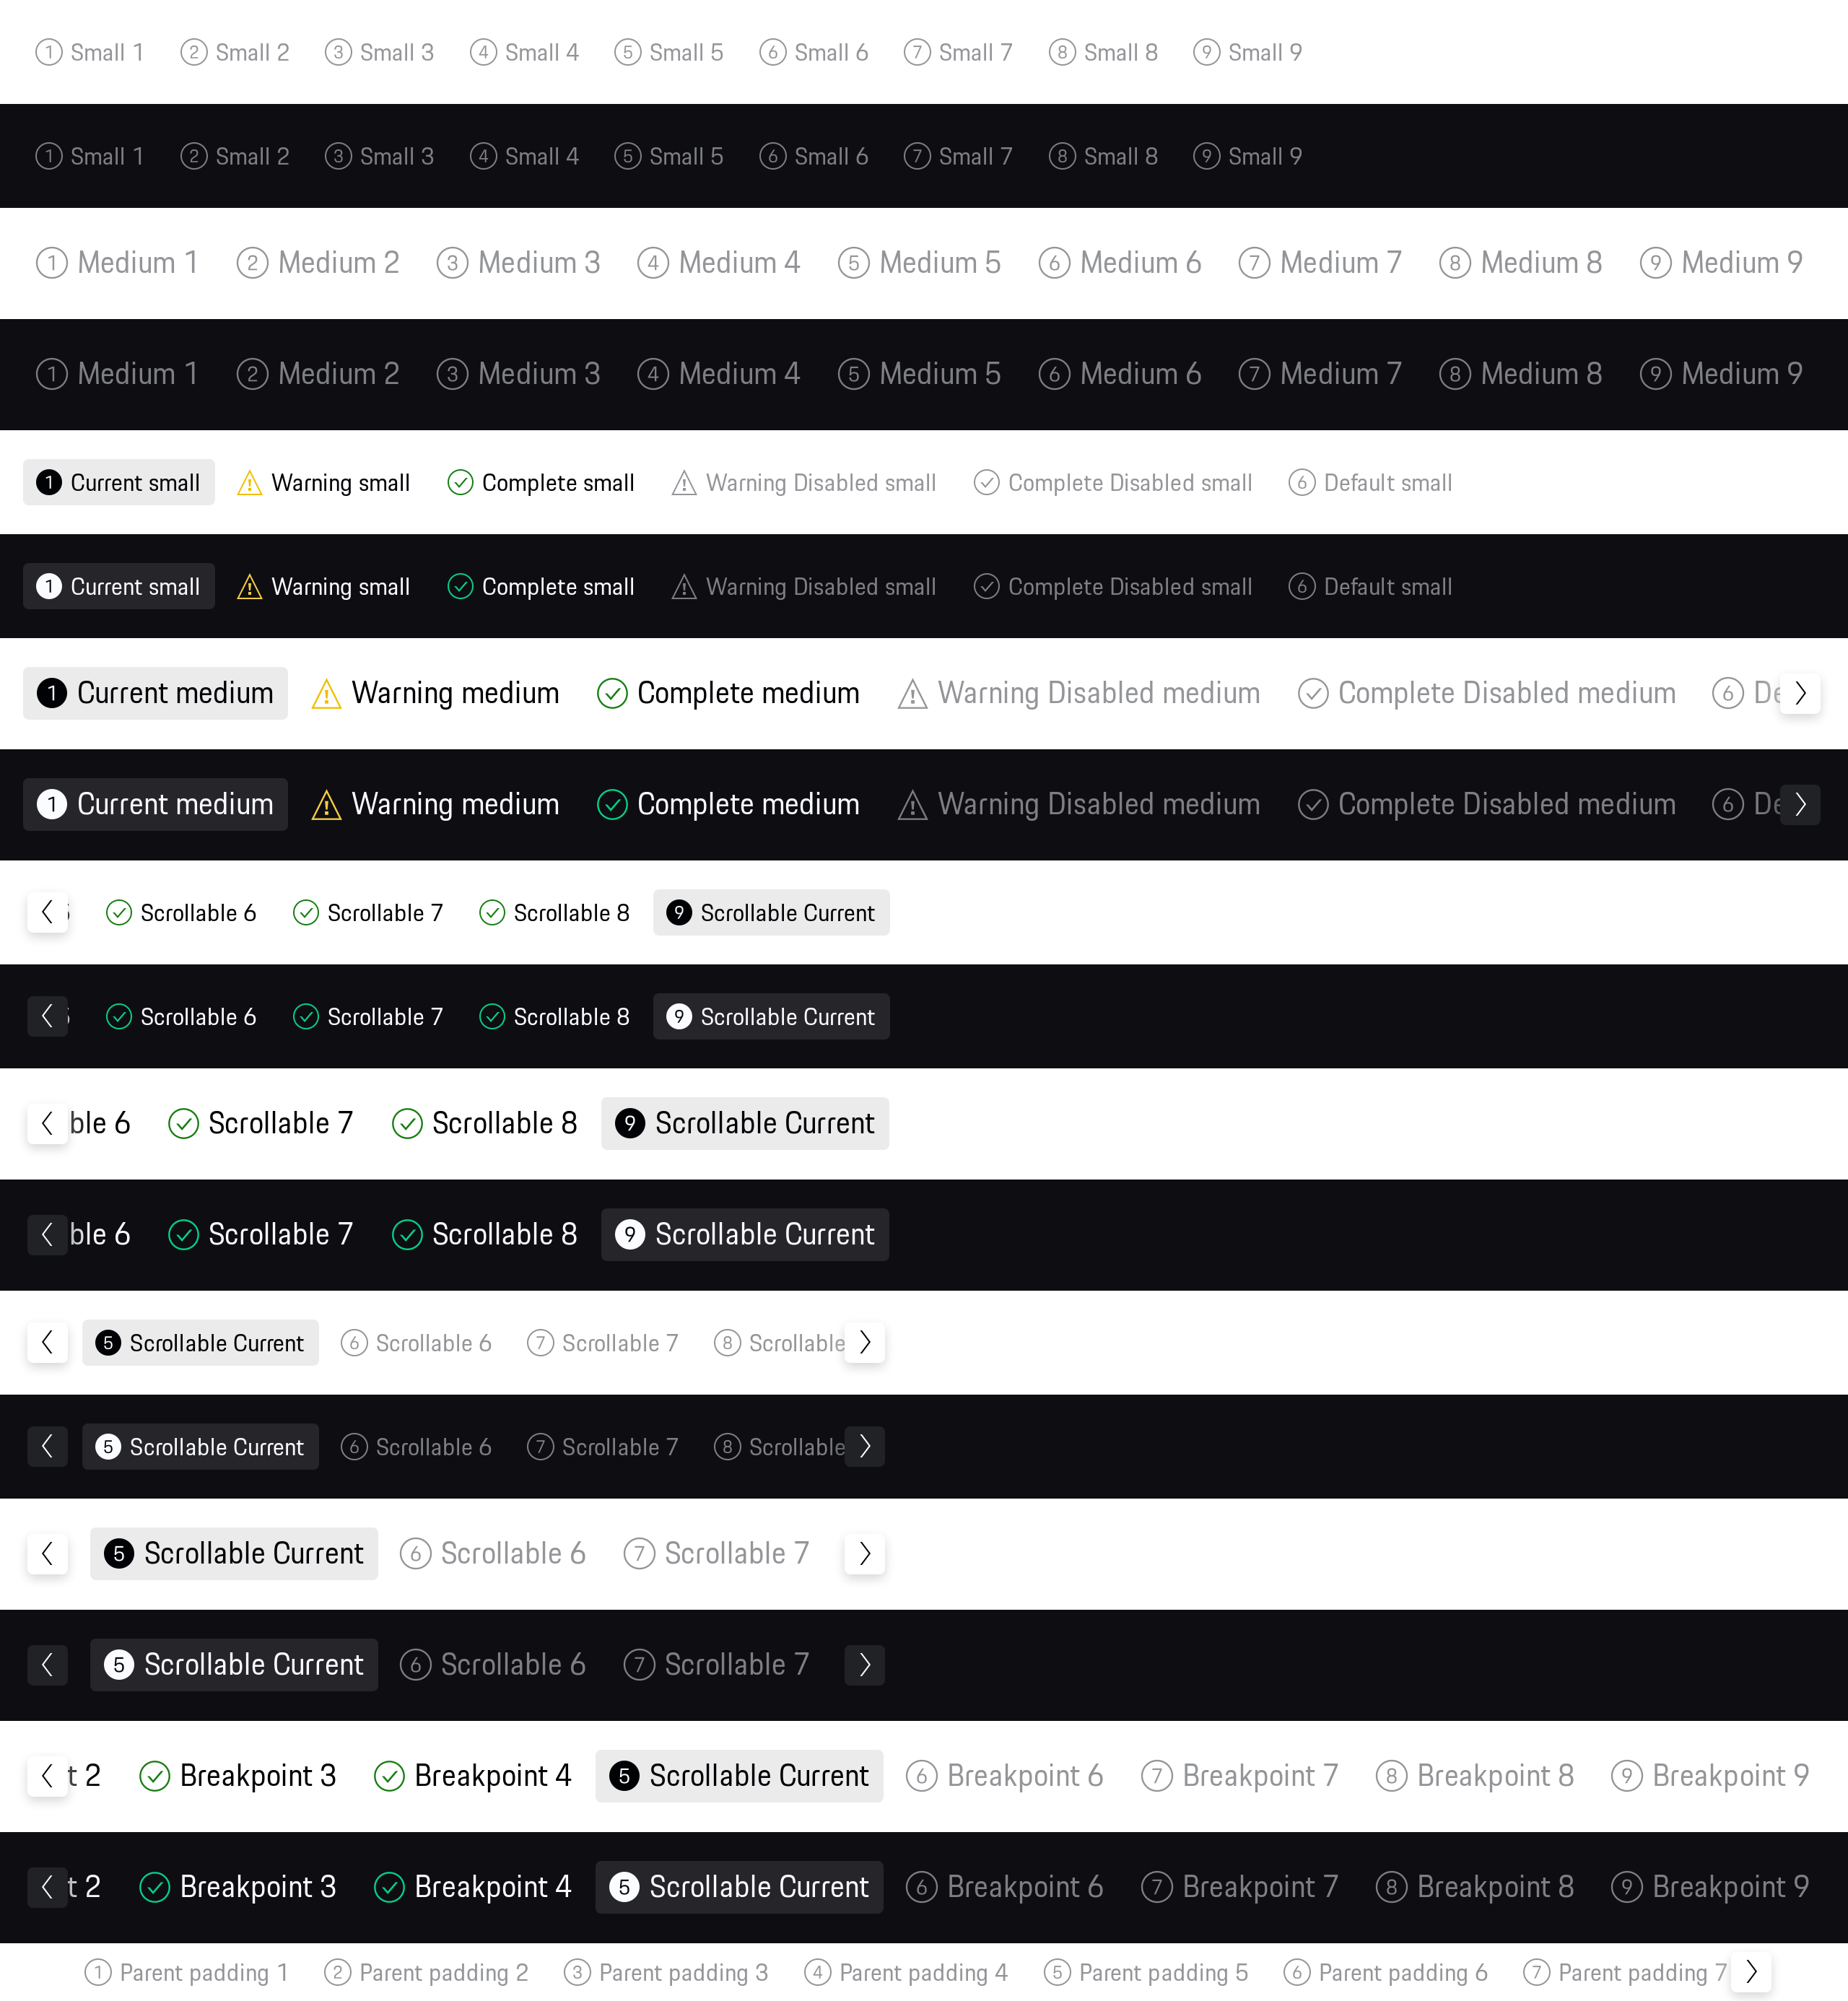 1 Small 1 2 Small 2 3 Small 3 4 Small 4 5 Small 5 6 Small 6 7 Small 7 8 Small 8 9 Small 9
1 Small 1 2 Small 2 3 Small 3 4 Small 4 5 Small 5 6 Small 6 7 Small 7 8 Small 8 9 Small 9
1 Medium 1 2 Medium 2 3 Medium 3 4 Medium 4 5 Medium 5 6 Medium 6 7 Medium 7 8 Medium 8 9 Medium 9
1 Medium 1 2 Medium 2 3 Medium 3 4 Medium 4 5 Medium 5 6 Medium 6 7 Medium 7 8 Medium 8 9 Medium 9
1 Current small Warning small Complete small Warning Disabled small Complete Disabled small 6 Default small
1 Current small Warning small Complete small Warning Disabled small Complete Disabled small 6 Default small
1 Current medium Warning medium Complete medium Warning Disabled medium Complete Disabled medium 6 De
1 Current medium Warning medium Complete medium Warning Disabled medium Complete Disabled medium 6 De
Scrollable 6 Scrollable 7 Scrollable 8 9 Scrollable Current
Scrollable 6 Scrollable 7 Scrollable 8 9 Scrollable Current
ble 6 Scrollable 7 Scrollable 8 9 Scrollable Current
ble 6 Scrollable 7 Scrollable 8 9 Scrollable Current
5 Scrollable Current 6 Scrollable 6 7 Scrollable 7 8 Scrollable
5 Scrollable Current 6 Scrollable 6 7 Scrollable 7 8 Scrollable
5 Scrollable Current 6 Scrollable 6 7 Scrollable 7
5 Scrollable Current 6 Scrollable 6 7 Scrollable 7
t 2 Breakpoint 3 Breakpoint 4 5 Scrollable Current 6 Breakpoint 6 7 Breakpoint 7 8 Breakpoint 8 9 Breakpoint 9
t 2 Breakpoint 3 Breakpoint 4 5 Scrollable Current 6 Breakpoint 6 7 Breakpoint 7 8 Breakpoint 8 9 Breakpoint 9
1 Parent padding 1 2 Parent padding 2 3 Parent padding 3 4 Parent padding 4 5 Parent padding 5 6 Parent padding 6 7 Parent padding 7